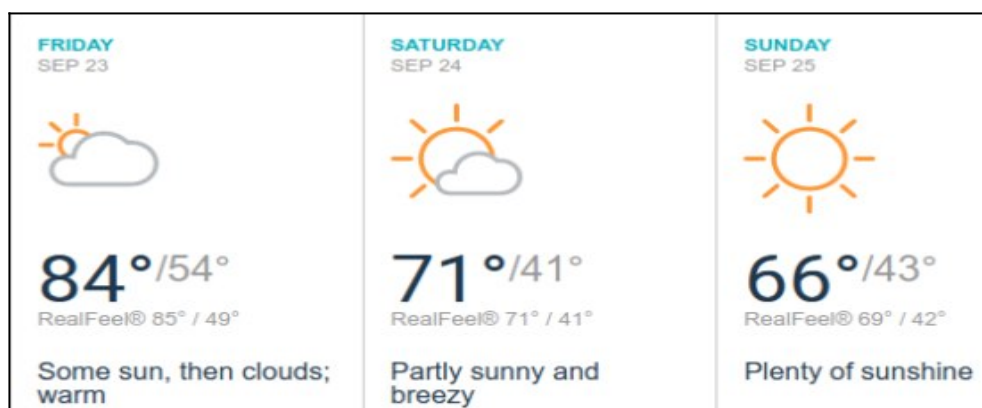 FRIDAY
SEP 23
84°/54°
RealFeel® 85° / 49°
Some sun, then clouds;
warm
SATURDAY
SEP 24
71°/41°
RealFeel® 71° / 41°
Partly sunny and
breezy
SUNDAY
SEP 25
66°/43°
RealFeel® 69° / 42°
Plenty of sunshine